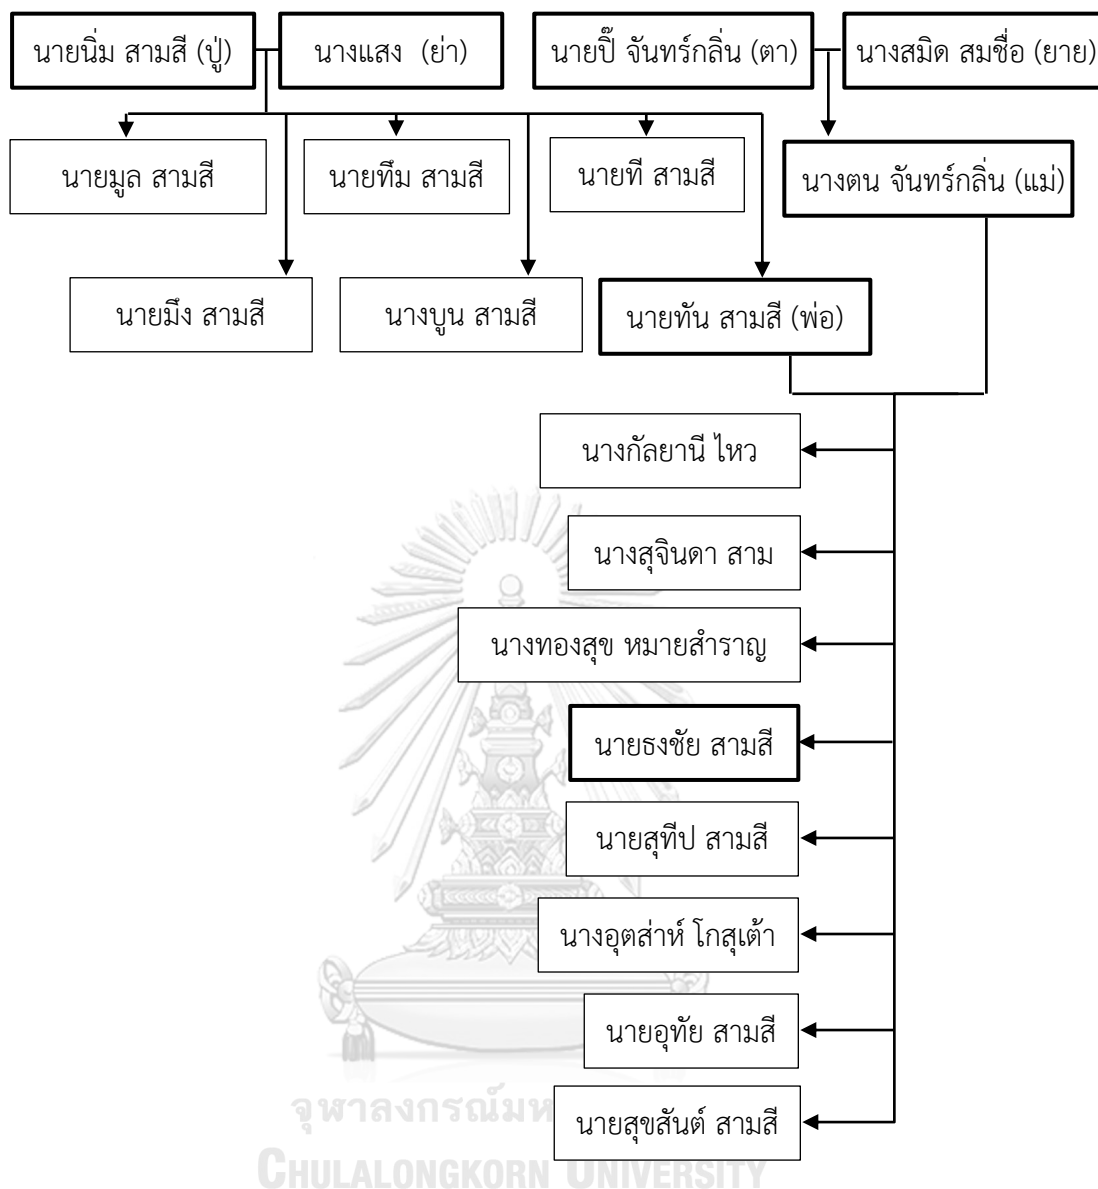 นายนิ่ม สามสี (ปู่)
นางแสง (ย่า)
นายปิ๊ จันทร์กลิ่น (ตา)
นางสมิด สมชื่อ (ยาย)
นายมูล สามสี
นายทึม สามสี
นายที สามสี
นางตน จันทร์กลิ่น (แม่)
นายมึง สามสี
นางบูน สามสี
นายทัน สามสี (พ่อ)
นางกัลยานี ไหว
นางสุจินดา สาม
นางทองสุข หมายสำราญ
นายธงชัย สามสี
นายสุทีป สามสี
นางอุตส่าห์ โกสุเต้า
นายอุทัย สามสี
นายสุขสันต์ สามสี
จุฬาลงกรณ์มห
CHULALONGKORN UNIVERSITY